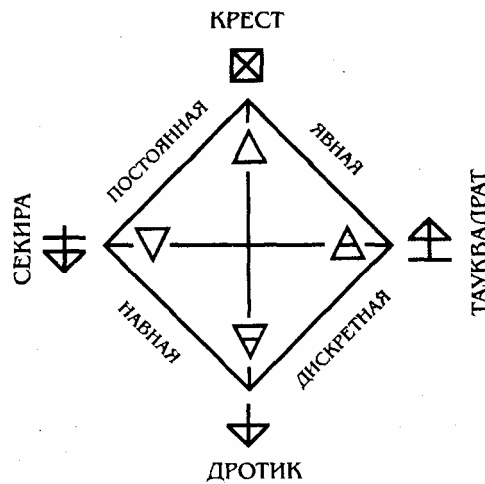 КРЕСТ
ПОСТОЯННАЯ
ЯВНАЯ
СЕКИРА
ТАУКВАДРАТ
НАВНАЯ
ДИСКРЕТНАЯ
ДРОТИК